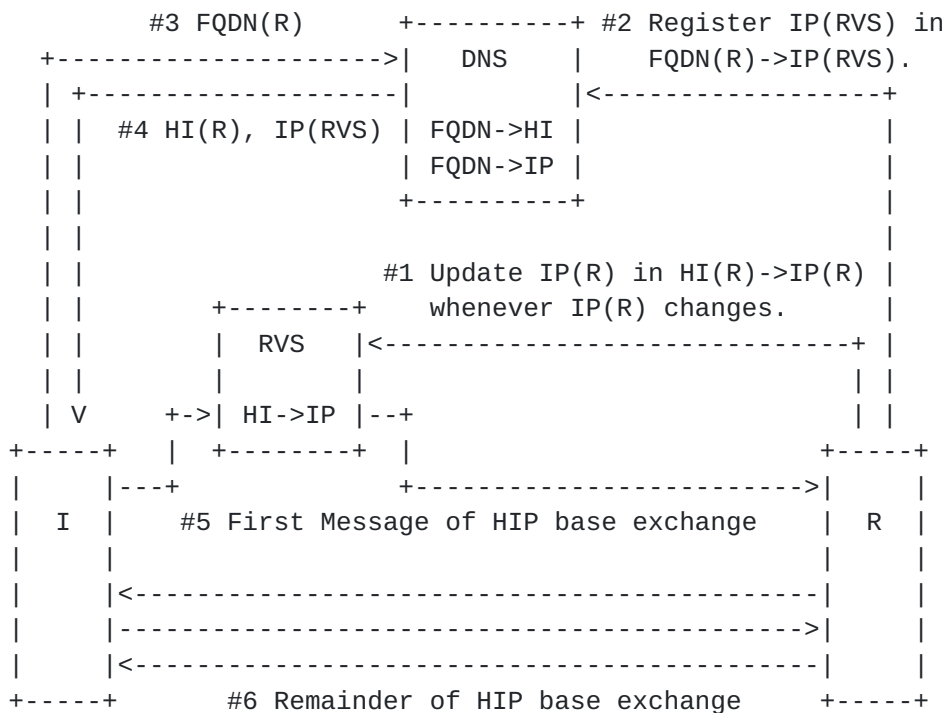 #3 FQDN(R) #2 Register IP(RVS) in
DNS FQDN(R)->IP(RVS).
#4 HI(R), IP(RVS) FQDN->HI
FQDN->IP
#1 Update IP(R) in HI(R)->IP(R)
whenever IP(R) changes.
RVS
V HI->IP
I #5 First Message of HIP base exchange R
#6 Remainder of HIP base exchange